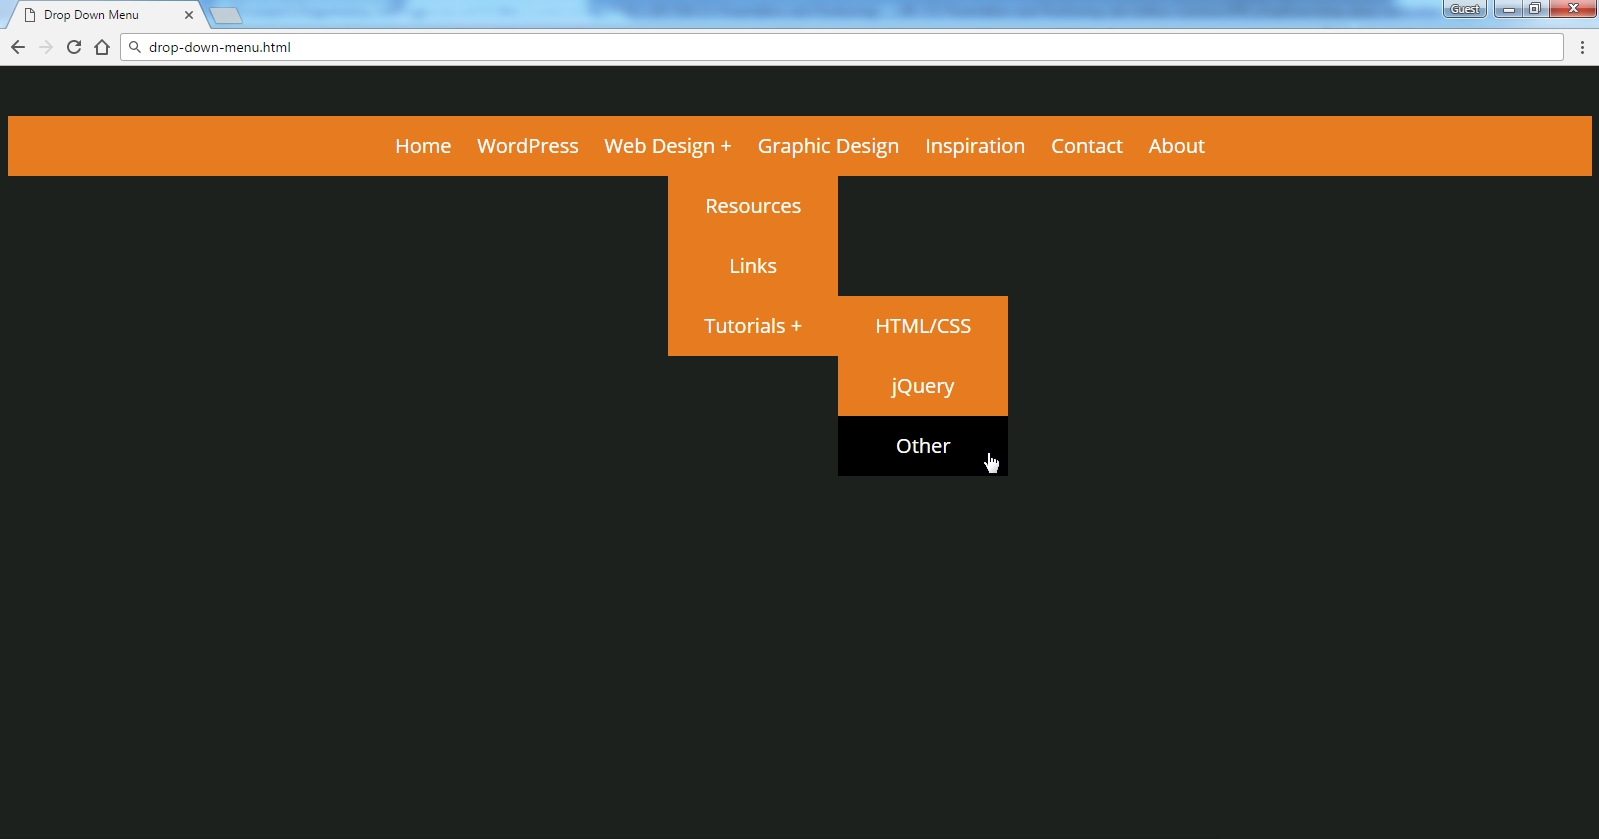 Drop Down Menu
Guest
drop-down-menu.html
Home WordPress Web Design + Graphic Design Inspiration Contact About
Resources
Links
Tutorials + HTML/CSS
jQuery
Other